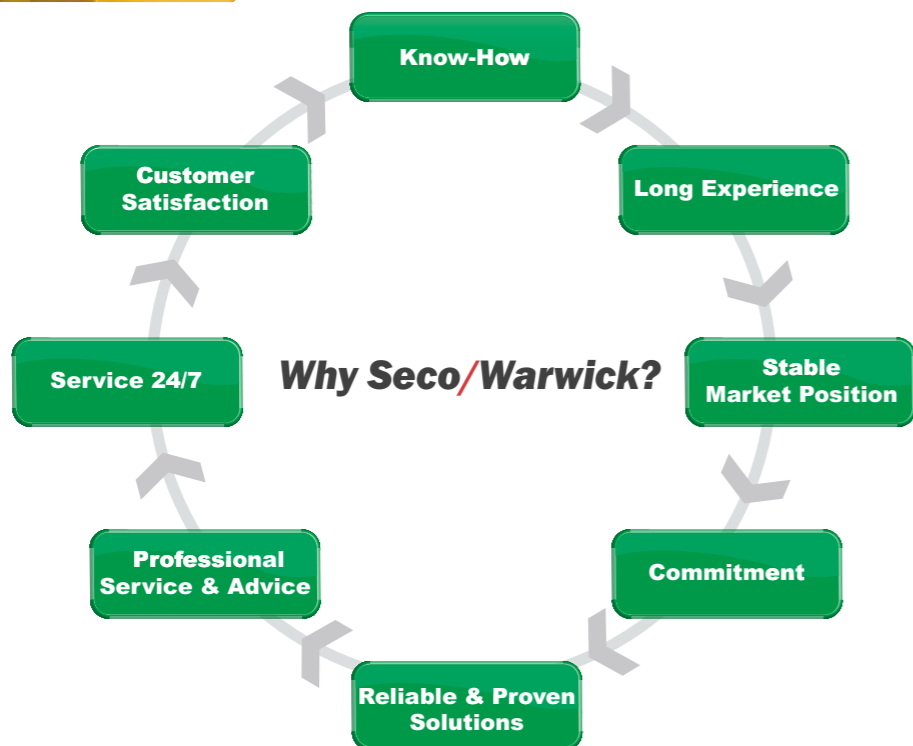 Know-How
Long Experience
Stable
Market Position
Commitment
Reliable & Proven
Solutions
Professional
Service & Advice
Service 24/7
Customer
Satisfaction
Why Seco/Warwick?